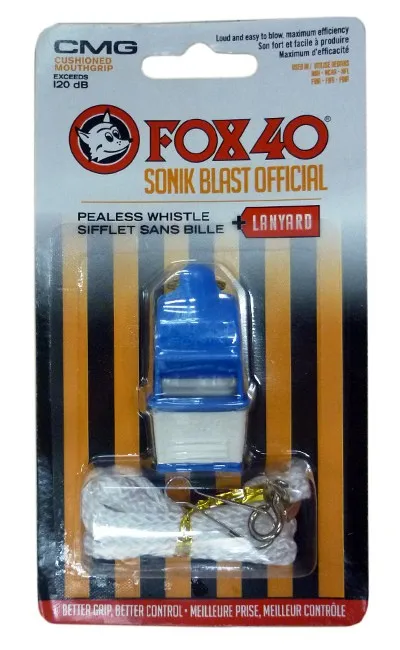 CMG
CUSHIONED
MOUTHGRIP
EXCEEDS
120 dB
Loud and easy to blow, maximum efficiency
Son fort et facile à produire
Maximum d'efficacité
FOX 40®
SONIK BLAST OFFICIAL
PEALESS WHISTLE
SIFFLET SANS BILLE
+ LANYARD
BETTER GRIP, BETTER CONTROL • MEILLEURE PRISE, MEILLEUR CONTRÔLE